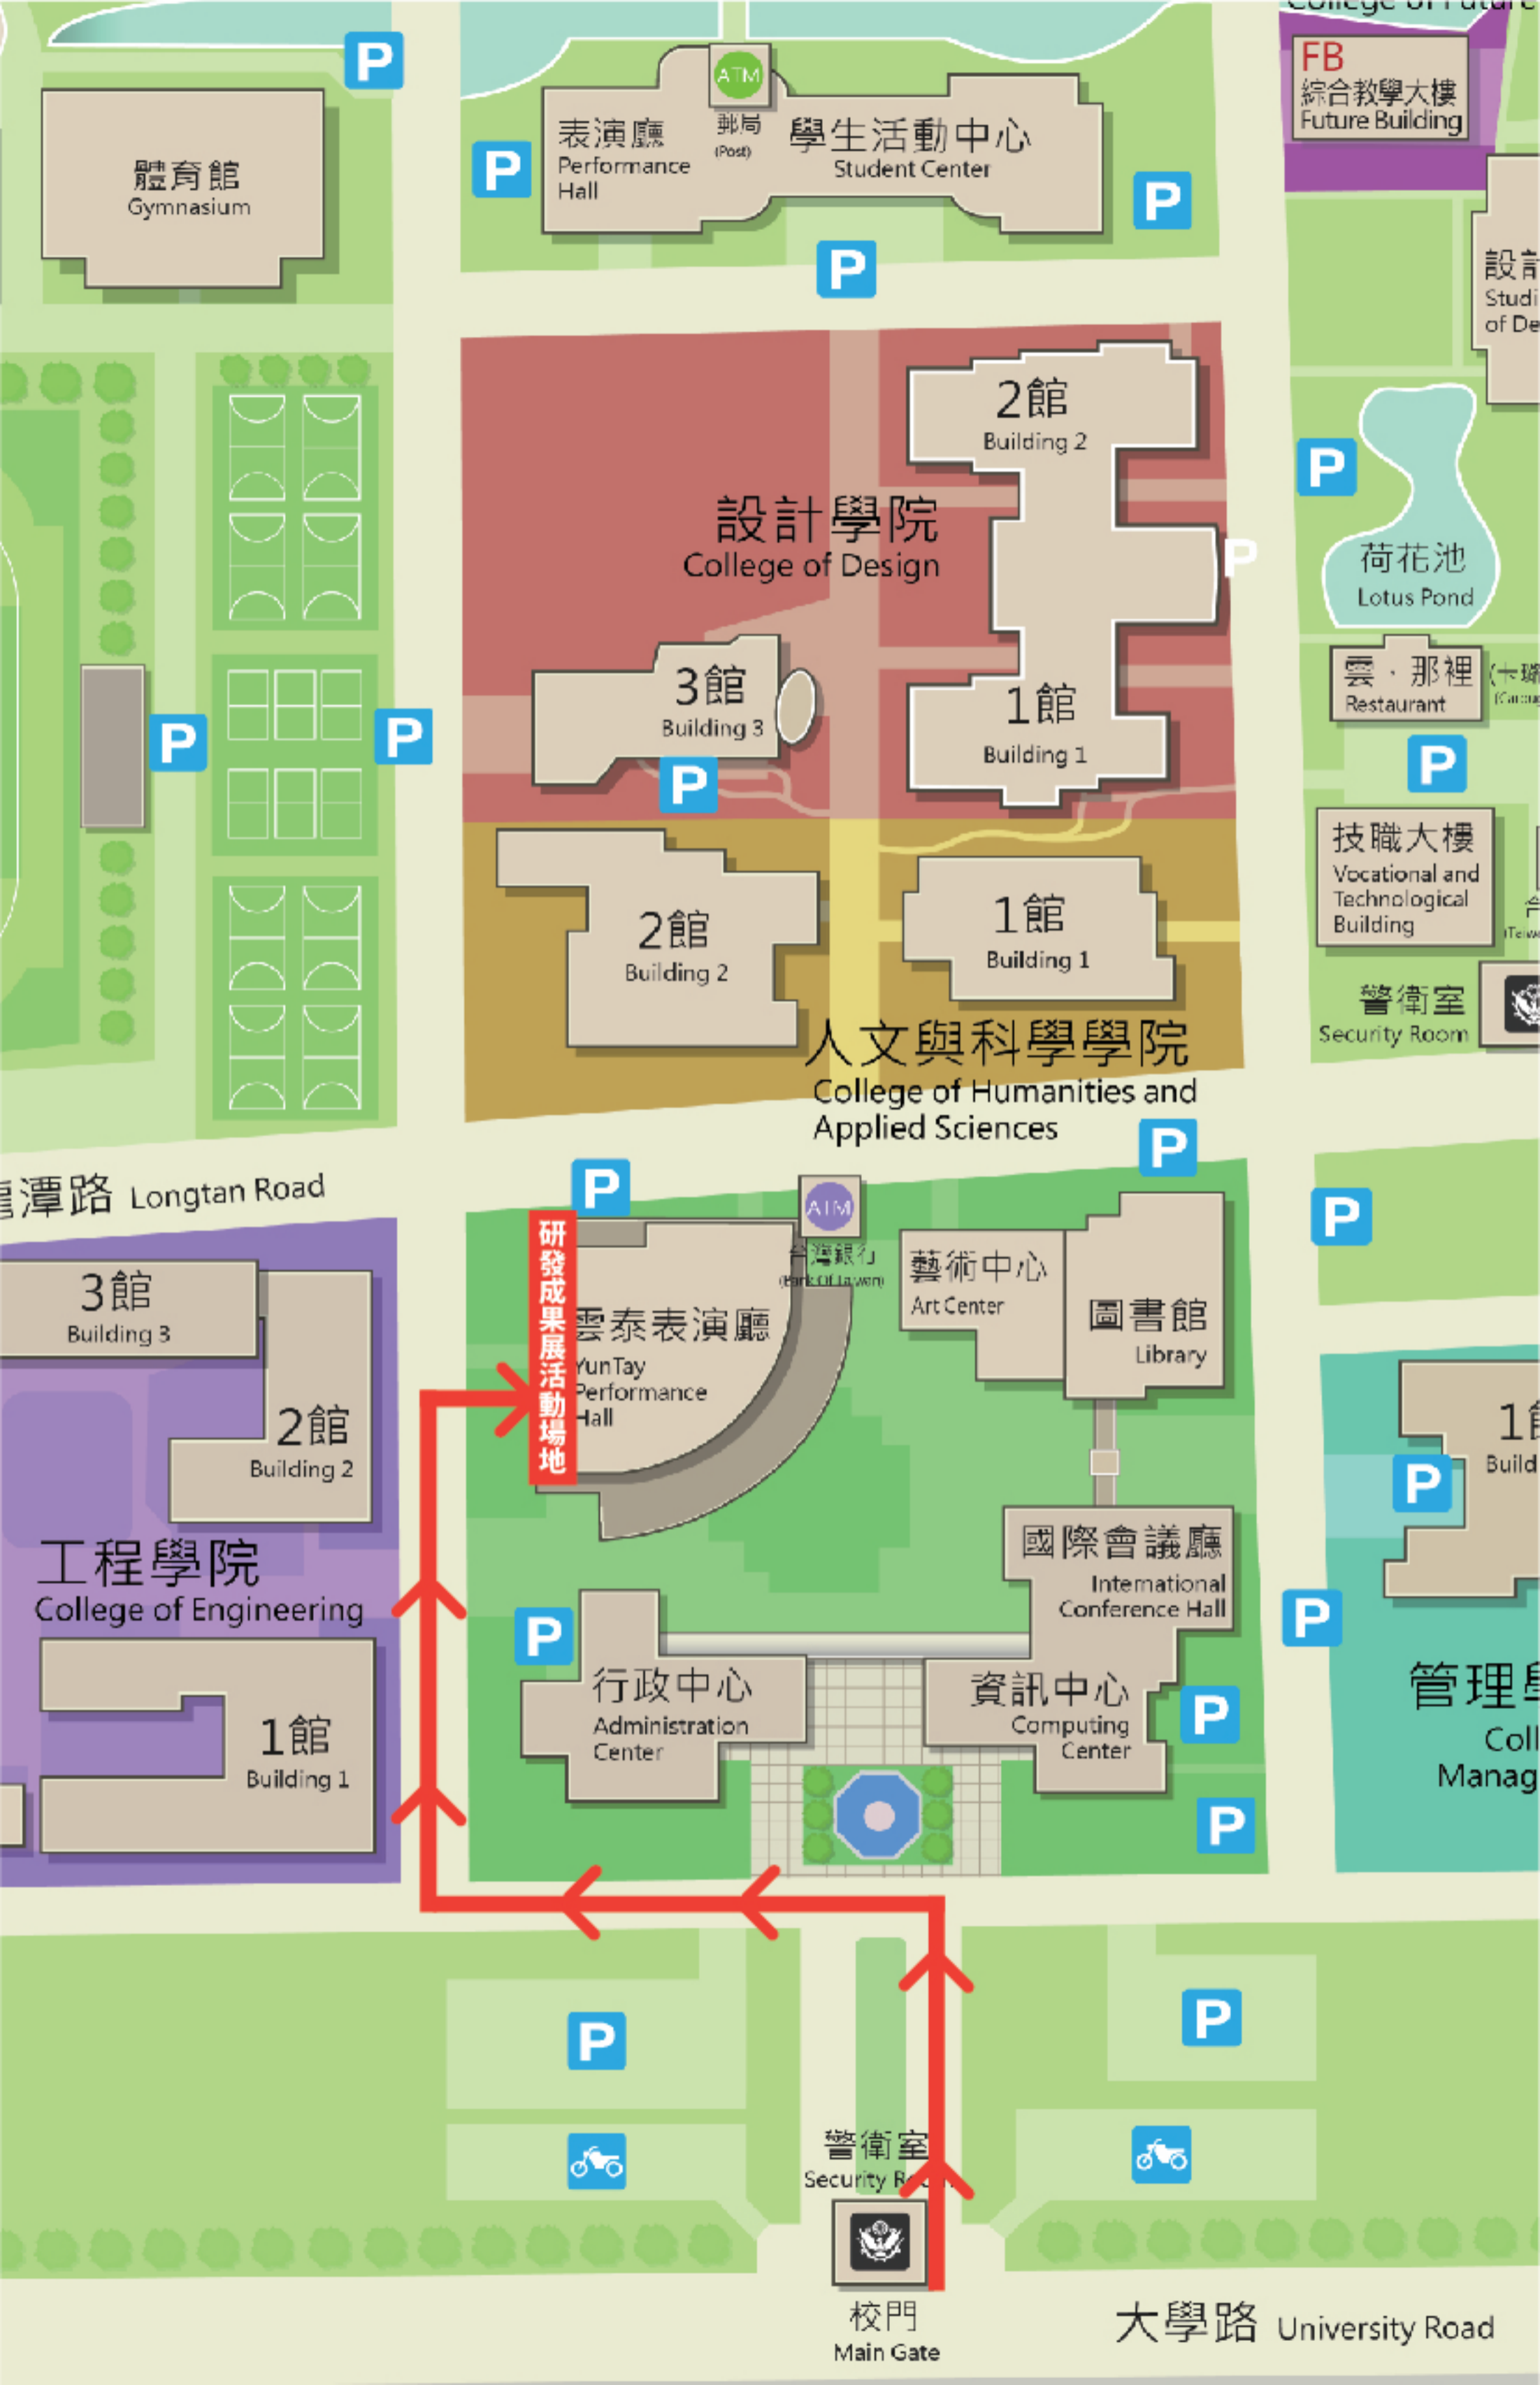 FB
綜合教學大樓
Future Building
P
ATM
郵局
(Post)
表演廳
Performance
Hall
學生活動中心
Student Center
體育館
Gymnasium
P
P
P
2館
Building 2
設計學院
College of Design
3館
Building 3
1館
Building 1
P
P
P
P
P
荷花池
Lotus Pond
雲・那裡
Restaurant
P
技職大樓
Vocational and
Technological
Building
警衛室
Security Room
2館
Building 2
1館
Building 1
人文與科學學院
College of Humanities and
Applied Sciences
潭路 Longtan Road
P
P
P
ATM
台灣銀行
(Bank Of Taiwan)
研發成果展活動場地
雲泰表演廳
YunTay
Performance
Hall
藝術中心
Art Center
圖書館
Library
3館
Building 3
2館
Building 2
工程學院
College of Engineering
1館
Building 1
國際會議廳
International
Conference Hall
P
行政中心
Administration
Center
資訊中心
Computing
Center
P
P
P
P
管理
P
P
警衛室
Security
校門
Main Gate
大學路 University Road